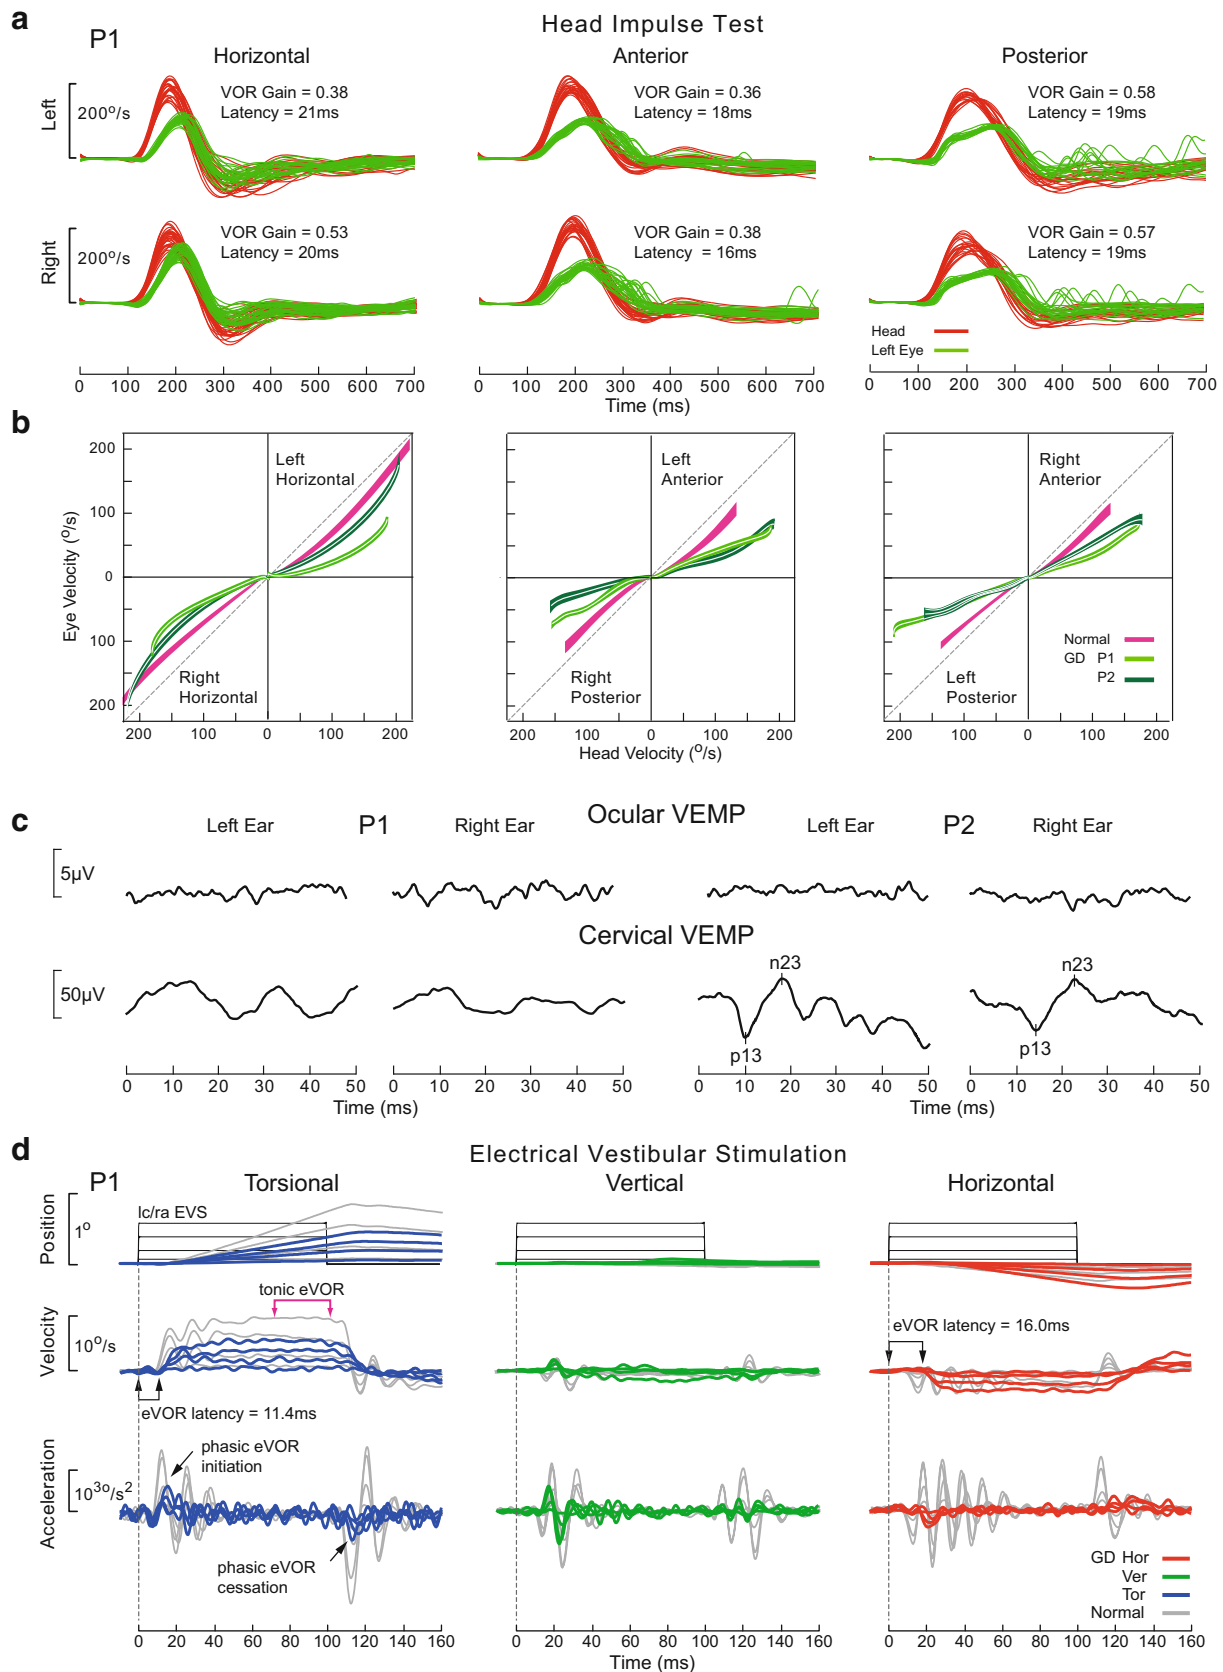 a
P1
Head Impulse Test
Horizontal
Anterior
Posterior
Left
200°/s
VOR Gain = 0.38
Latency = 21ms
VOR Gain = 0.36
Latency = 18ms
VOR Gain = 0.58
Latency = 19ms
Right
200°/s
VOR Gain = 0.53
Latency = 20ms
VOR Gain = 0.38
Latency = 16ms
VOR Gain = 0.57
Latency = 19ms
Head
Left Eye
0 100 200 300 400 500 600 700
0 100 200 300 400 500 600 700
0 100 200 300 400 500 600 700
Time (ms)
b
Eye Velocity (°/s)
200
100
0
100
200
Left
Horizontal
Right
Horizontal
Left
Anterior
Right
Posterior
Right
Anterior
Left
Posterior
Normal
GD P1
P2
200 100 0 100 200
200 100 0 100 200
200 100 0 100 200
Head Velocity (°/s)
c
Ocular VEMP
Left Ear
P1
Right Ear
Left Ear
P2
Right Ear
5µV
Cervical VEMP
50µV
n23
p13
n23
p13
0 10 20 30 40 50
0 10 20 30 40 50
0 10 20 30 40 50
0 10 20 30 40 50
Time (ms)
Time (ms)
d
Electrical Vestibular Stimulation
P1
Torsional
Vertical
Horizontal
Position
1°
lc/ra EVS
Velocity
10°/s
tonic eVOR
eVOR latency = 11.4ms
eVOR latency = 16.0ms
Acceleration
10³°/s²
phasic eVOR
initiation
phasic eVOR
cessation
GD Hor
Ver
Tor
Normal
0 20 40 60 80 100 120 140 160
0 20 40 60 80 100 120 140 160
0 20 40 60 80 100 120 140 160
Time (ms)